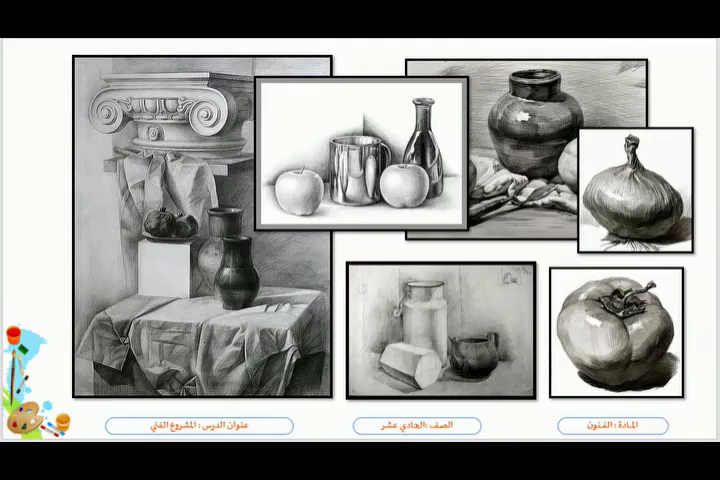 المادة : الفنون
الصف :الحادي عشر
عنوان الدرس : المشروع الفني